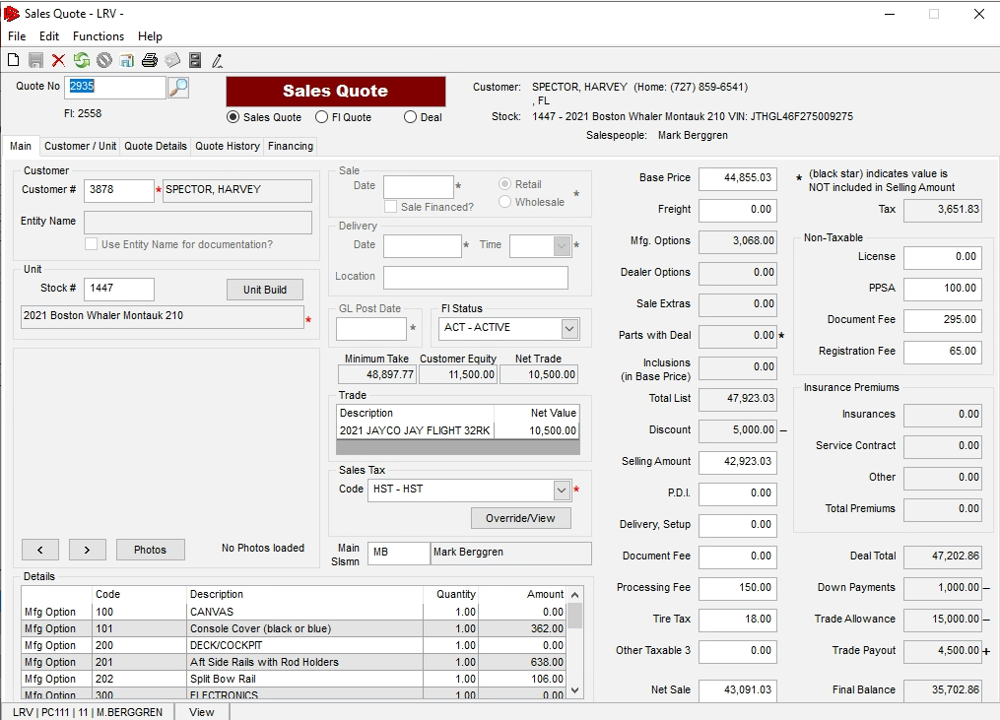 Sales Quote - LRV -
File Edit Functions Help
Quote No 2935
FI: 2558
Sales Quote
Sales Quote FI Quote Deal
Customer: SPECTOR, HARVEY (Home: (727) 859-6541)
, FL
Stock: 1447 - 2021 Boston Whaler Montauk 210 VIN: JTHGL46F275009275
Salespeople: Mark Berggren
Main Customer / Unit Quote Details Quote History Financing
Customer
Customer # 3878 * SPECTOR, HARVEY
Entity Name
Use Entity Name for documentation?
Unit
Stock # 1447 Unit Build
2021 Boston Whaler Montauk 210 *
< > Photos No Photos loaded
Sale
Date * Retail
Sale Financed? Wholesale *
Delivery
Date * Time *
Location
GL Post Date *
FI Status
ACT - ACTIVE
Minimum Take Customer Equity Net Trade
48,897.77 11,500.00 10,500.00
Trade
Description Net Value
2021 JAYCO JAY FLIGHT 32RK 10,500.00
Sales Tax
Code HST - HST *
Override/View
Main
Slsmn MB Mark Berggren
Details
Code Description Quantity Amount
Mfg Option 100 CANVAS 1.00 0.00
Mfg Option 101 Console Cover (black or blue) 1.00 362.00
Mfg Option 200 DECK/COCKPIT 1.00 0.00
Mfg Option 201 Aft Side Rails with Rod Holders 1.00 638.00
Mfg Option 202 Split Bow Rail 1.00 106.00
Mfg Option 300 ELECTRONICS 1.00 0.00
Base Price 44,855.03
Freight 0.00
Mfg. Options 3,068.00
Dealer Options 0.00
Sale Extras 0.00
Parts with Deal 0.00 *
Inclusions
(in Base Price) 0.00
Total List 47,923.03
Discount 5,000.00 –
Selling Amount 42,923.03
P.D.I. 0.00
Delivery, Setup 0.00
Document Fee 0.00
Processing Fee 150.00
Tire Tax 18.00
Other Taxable 3 0.00
Net Sale 43,091.03
* (black star) indicates value is
NOT included in Selling Amount
Tax 3,651.83
Non-Taxable
License 0.00
PPSA 100.00
Document Fee 295.00
Registration Fee 65.00
Insurance Premiums
Insurances 0.00
Service Contract 0.00
Other 0.00
Total Premiums 0.00
Deal Total 47,202.86
Down Payments 1,000.00 –
Trade Allowance 15,000.00 –
Trade Payout 4,500.00 +
Final Balance 35,702.86
LRV | PC111 | 11 | M.BERGGREN View